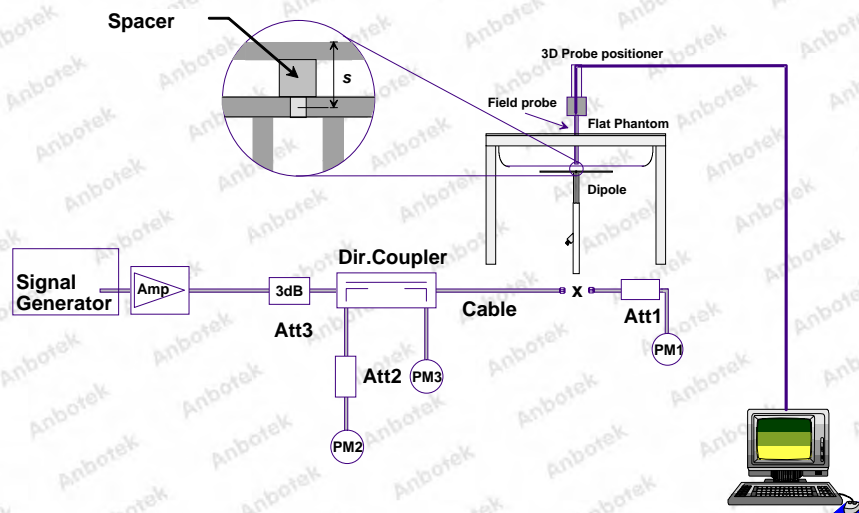 Spacer
s
3D Probe positioner
Field probe
Flat Phantom
Dipole
Signal
Generator
Amp
3dB
Att3
Dir.Coupler
Cable
x
Att1
PM1
Att2
PM3
PM2
Anbotek